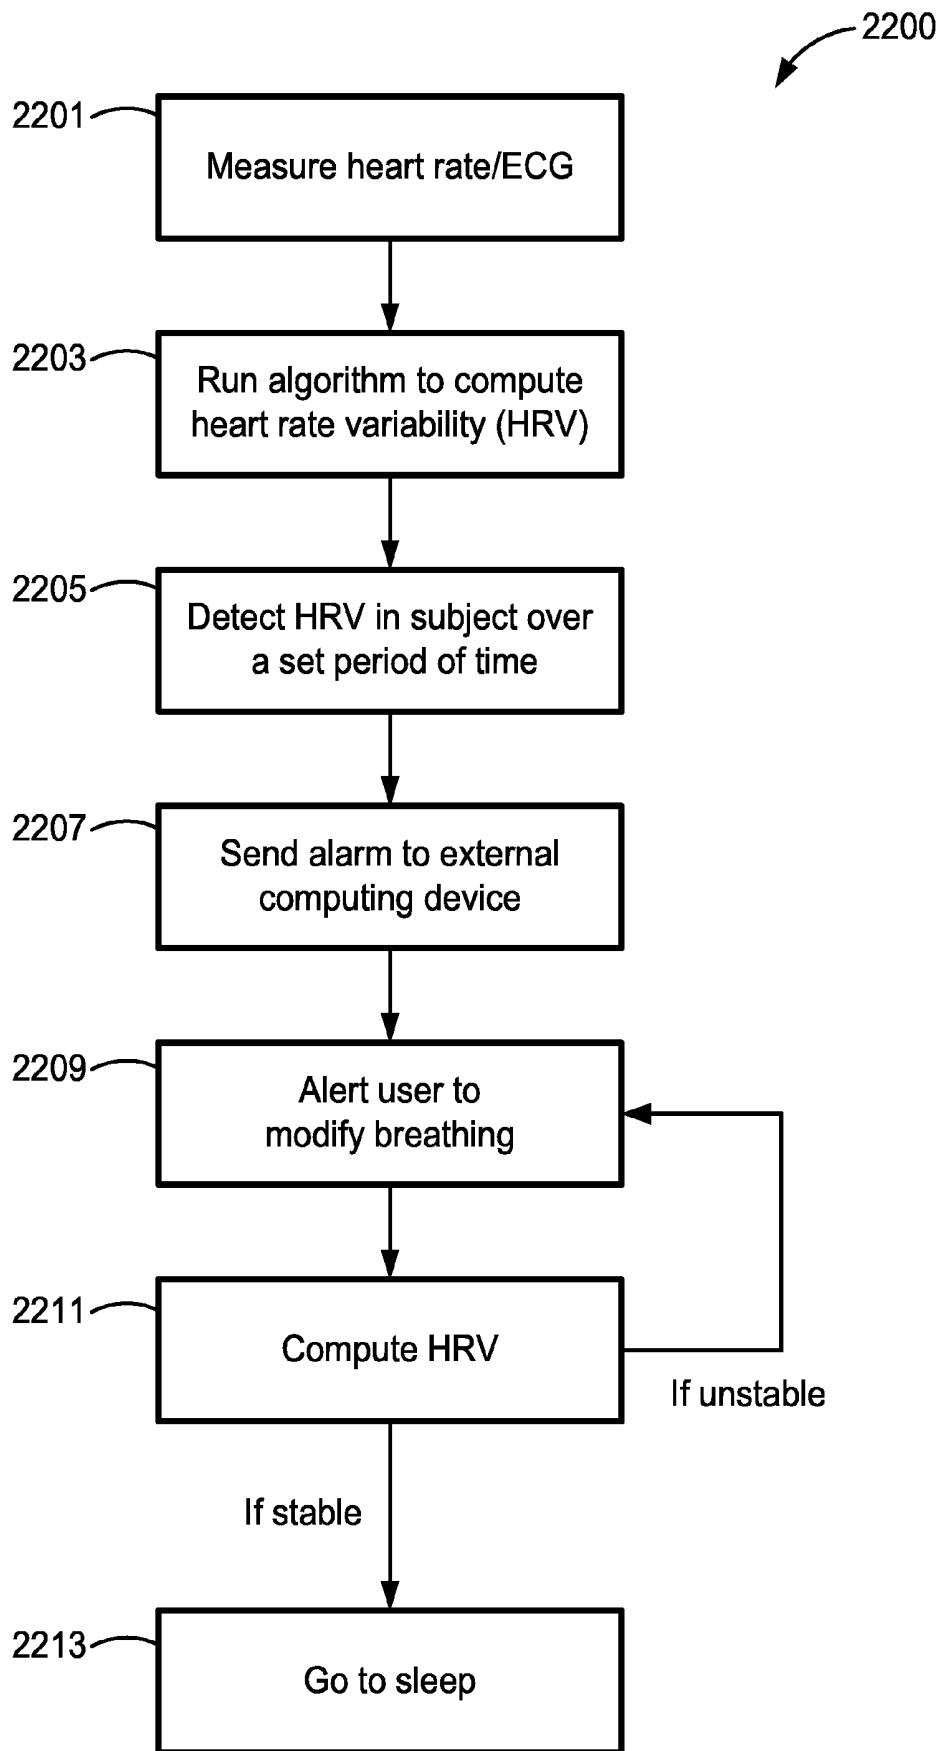 2200
2201
Measure heart rate/ECG
2203
Run algorithm to compute
heart rate variability (HRV)
2205
Detect HRV in subject over
a set period of time
2207
Send alarm to external
computing device
2209
Alert user to
modify breathing
2211
Compute HRV
If unstable
If stable
2213
Go to sleep